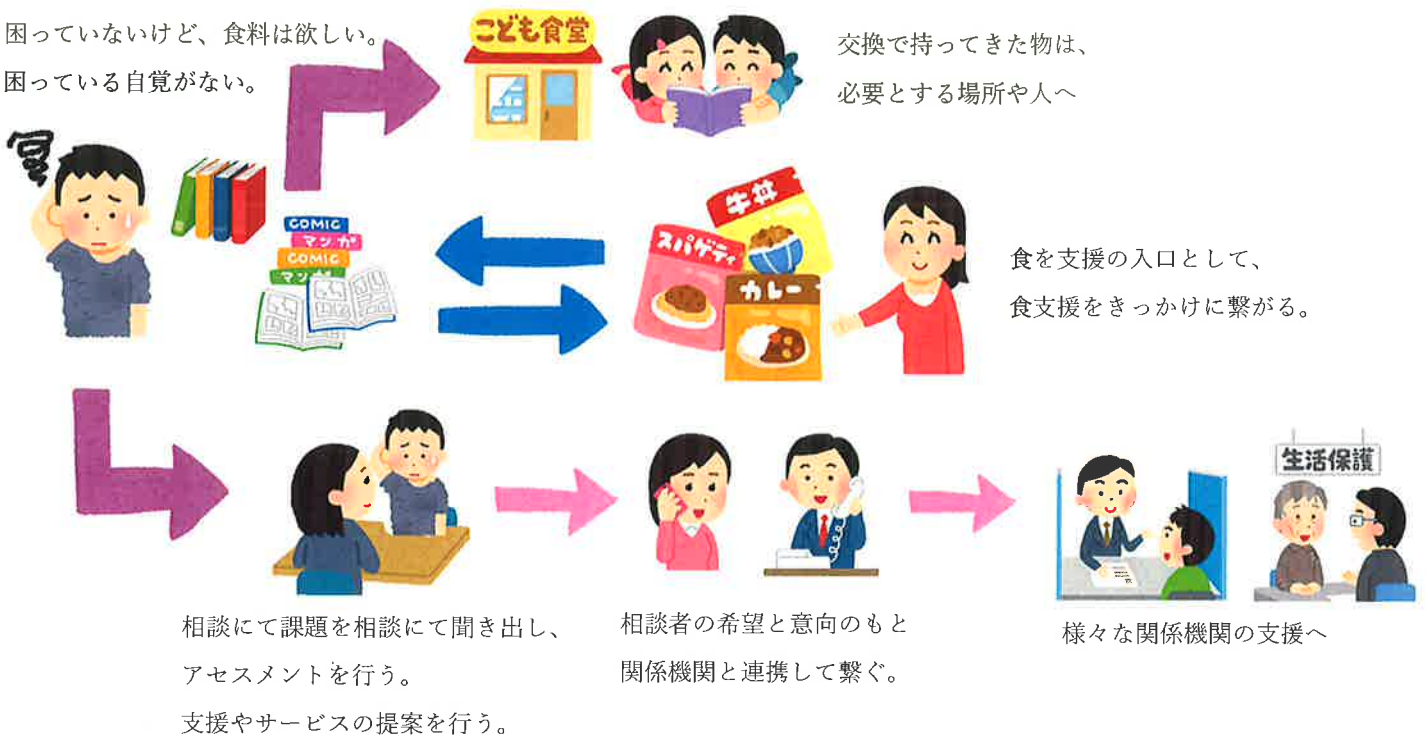 困っていないけど、食料は欲しい。
困っている自覚がない。
こども食堂
交換で持ってきた物は、
必要とする場所や人へ
COMIC
マンガ
COMIC
マンガ
牛丼
スパゲティ
カレー
食を支援の入口として、
食支援をきっかけに繋がる。
生活保護
相談にて課題を相談にて聞き出し、
アセスメントを行う。
支援やサービスの提案を行う。
相談者の希望と意向のもと
関係機関と連携して繋ぐ。
様々な関係機関の支援へ